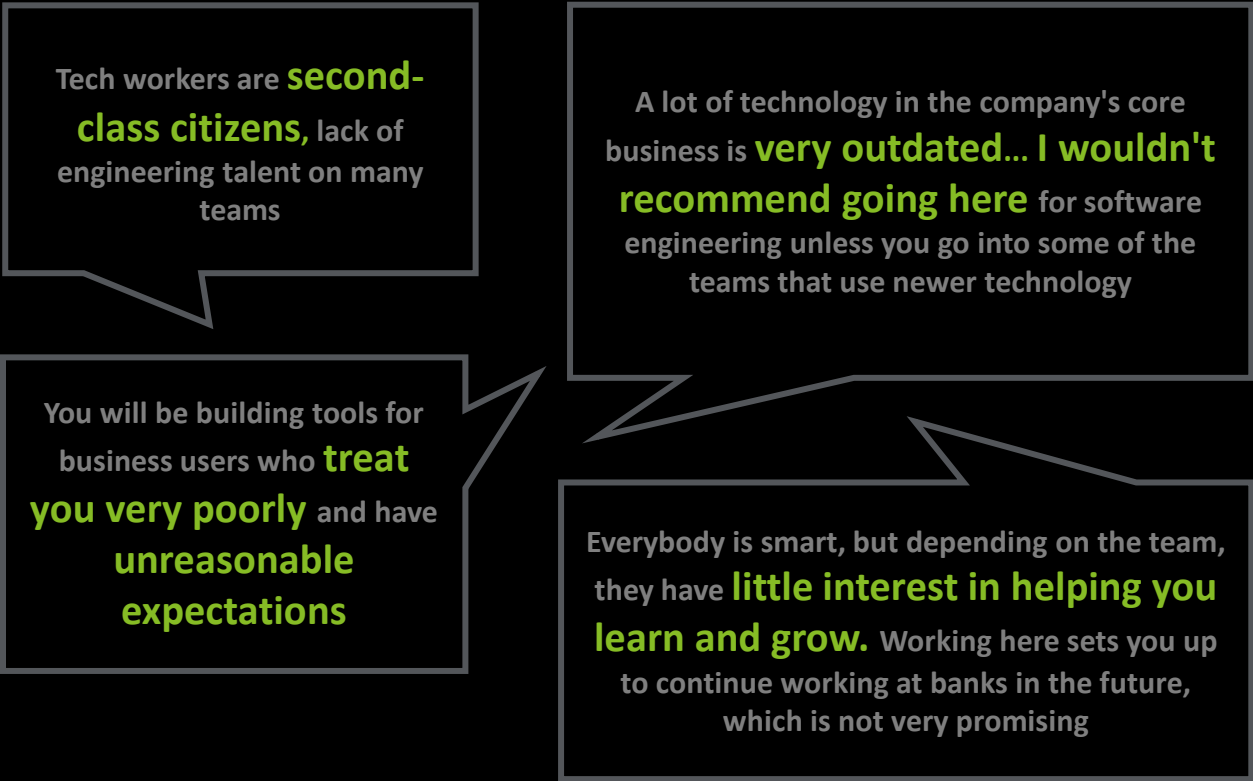 Tech workers are second-
class citizens, lack of
engineering talent on many
teams
A lot of technology in the company's core
business is very outdated... I wouldn't
recommend going here for software
engineering unless you go into some of the
teams that use newer technology
You will be building tools for
business users who treat
you very poorly and have
unreasonable
expectations
Everybody is smart, but depending on the team,
they have little interest in helping you
learn and grow. Working here sets you up
to continue working at banks in the future,
which is not very promising